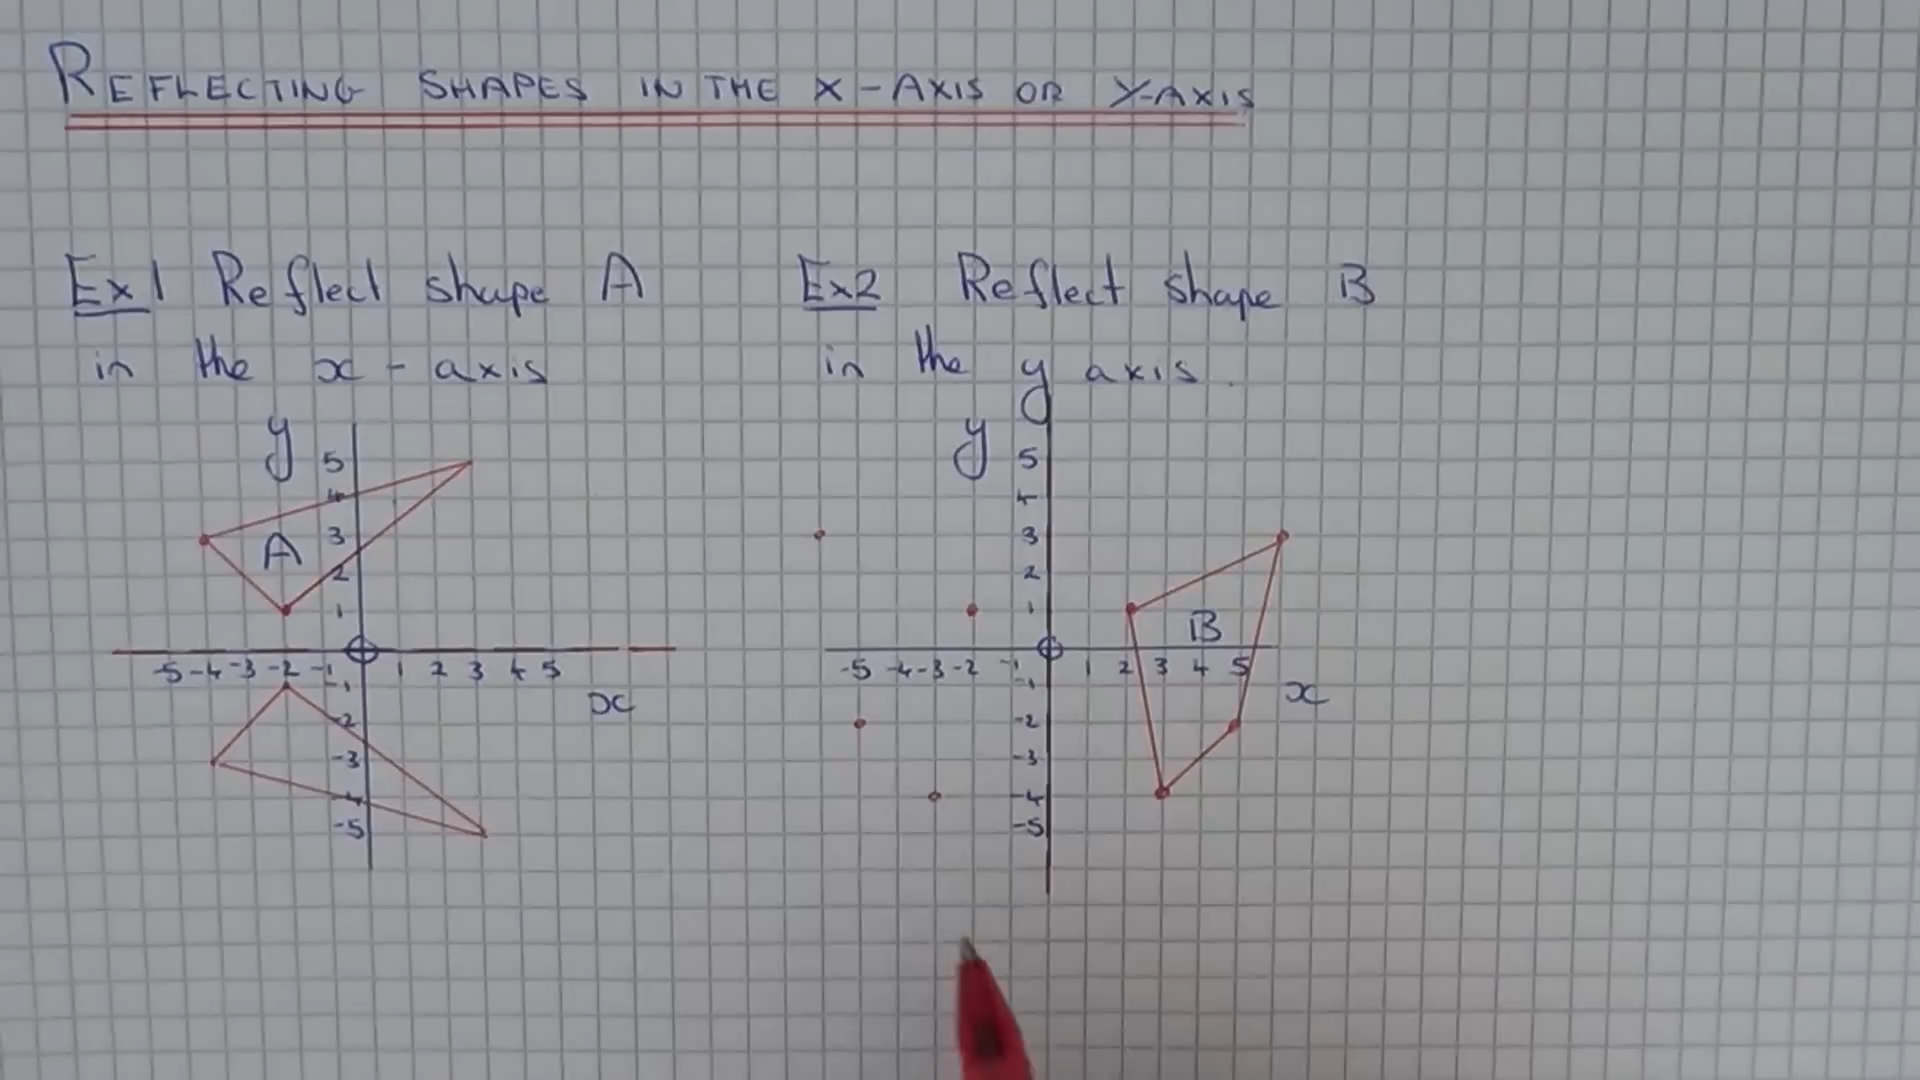 REFLECTING SHAPES IN THE X-AXIS OR Y-AXIS
Ex1 Reflect shape A
in the x-axis
y
5
4
3
A
2
1
-5 -4 -3 -2 -1 1 2 3 4 5
x
-1
-2
-3
-4
-5
Ex2 Reflect shape B
in the y axis.
y
5
4
3
2
1
B
-5 -4 -3 -2 -1 1 2 3 4 5
x
-1
-2
-3
-4
-5